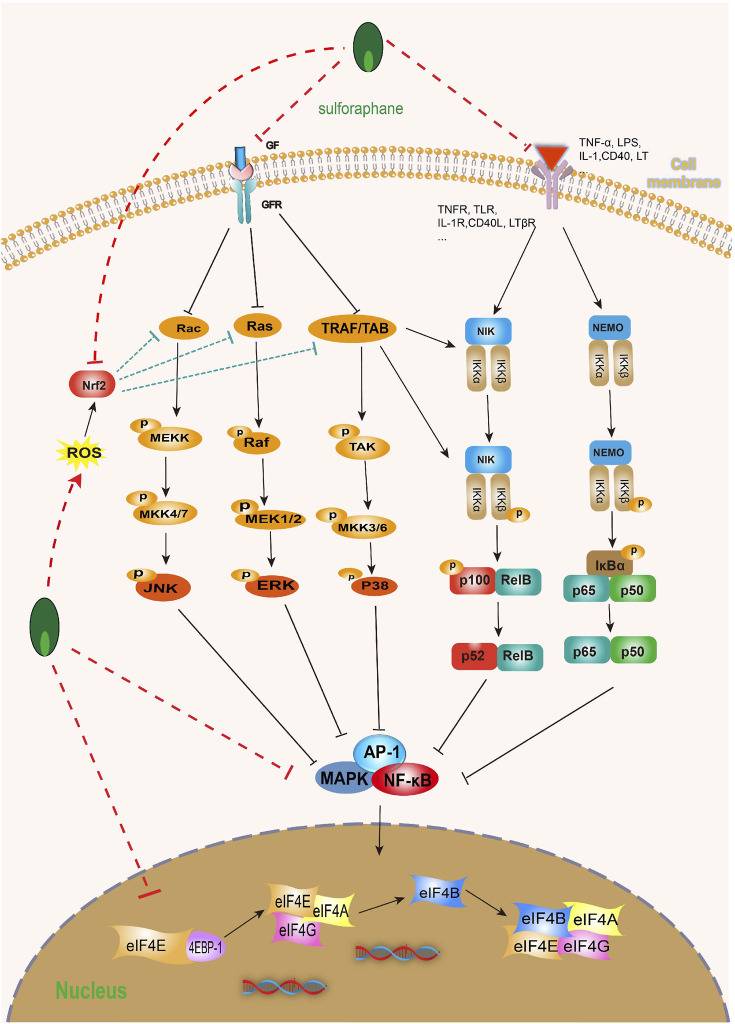 sulforaphane
GF
TNF-α, LPS,
IL-1,CD40, LT
...
Cell
membrane
GFR
TNFR, TLR,
IL-1R,CD40L, LTβR
...
Rac
Ras
TRAF/TAB
NIK
NEMO
IKKα
IKKβ
IKKα
IKKβ
Nrf2
ROS
P
MEKK
P
Raf
P
TAK
NIK
NEMO
IKKα
IKKβ
P
IKKα
IKKβ
P
P
MKK4/7
P
MEK1/2
P
MKK3/6
P
JNK
P
ERK
P
P38
P
p100
RelB
P
IκBα
p65
p50
p52
RelB
p65
p50
AP-1
MAPK
NF-κB
eIF4E
4EBP-1
eIF4E
eIF4A
eIF4G
eIF4B
eIF4B
eIF4A
eIF4E
eIF4G
Nucleus